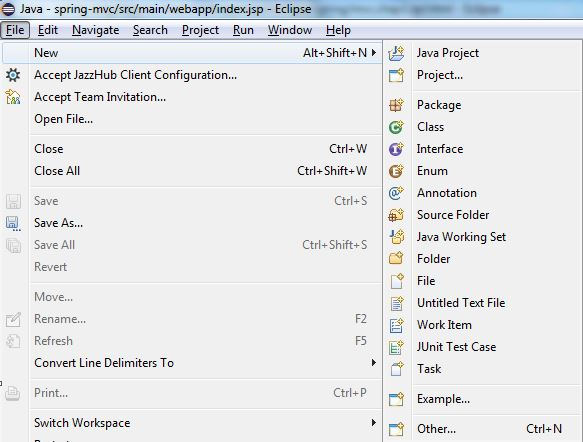 Java - spring-mvc/src/main/webapp/index.jsp - Eclipse
File Edit Navigate Search Project Run Window Help
New Alt+Shift+N
Accept JazzHub Client Configuration...
Accept Team Invitation...
Open File...
Close Ctrl+W
Close All Ctrl+Shift+W
Save Ctrl+S
Save As...
Save All Ctrl+Shift+S
Revert
Move...
Rename... F2
Refresh F5
Convert Line Delimiters To
Print... Ctrl+P
Switch Workspace
Java Project
Project...
Package
Class
Interface
Enum
Annotation
Source Folder
Java Working Set
Folder
File
Untitled Text File
Work Item
JUnit Test Case
Task
Example...
Other... Ctrl+N